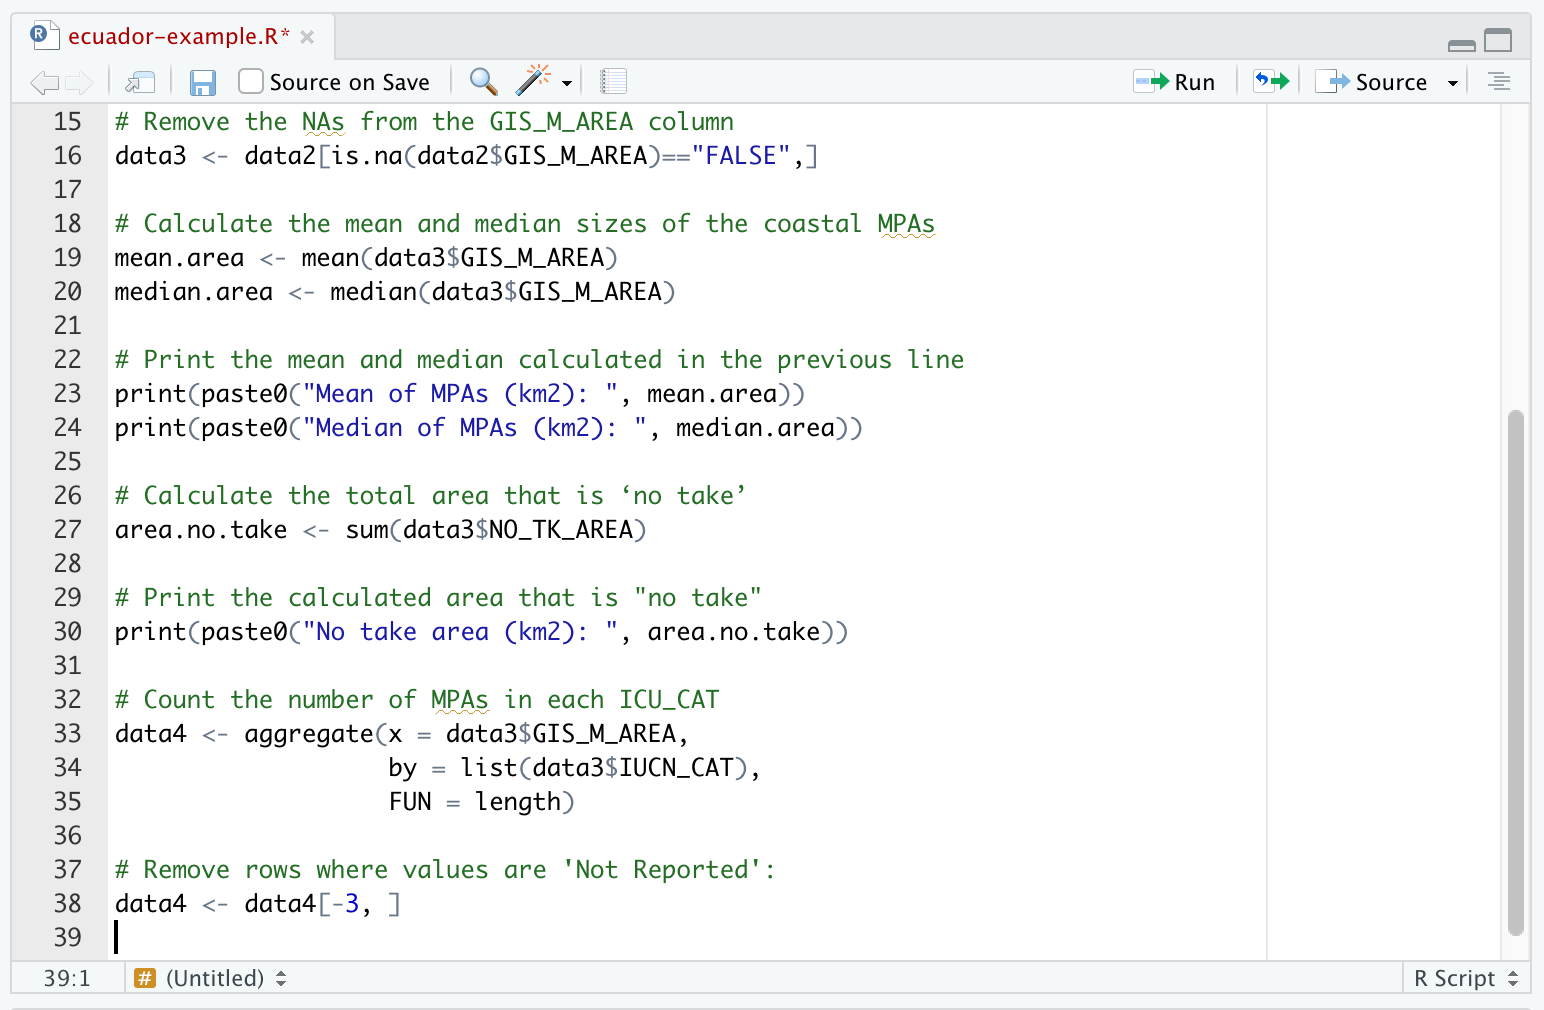 ecuador-example.R*
Source on Save Run Source
15 # Remove the NAs from the GIS_M_AREA column
16 data3 <- data2[is.na(data2$GIS_M_AREA)=="FALSE",]
17
18 # Calculate the mean and median sizes of the coastal MPAs
19 mean.area <- mean(data3$GIS_M_AREA)
20 median.area <- median(data3$GIS_M_AREA)
21
22 # Print the mean and median calculated in the previous line
23 print(paste0("Mean of MPAs (km2): ", mean.area))
24 print(paste0("Median of MPAs (km2): ", median.area))
25
26 # Calculate the total area that is ‘no take’
27 area.no.take <- sum(data3$NO_TK_AREA)
28
29 # Print the calculated area that is "no take"
30 print(paste0("No take area (km2): ", area.no.take))
31
32 # Count the number of MPAs in each ICU_CAT
33 data4 <- aggregate(x = data3$GIS_M_AREA,
34                    by = list(data3$IUCN_CAT),
35                    FUN = length)
36
37 # Remove rows where values are 'Not Reported':
38 data4 <- data4[-3, ]
39
39:1 # (Untitled) R Script